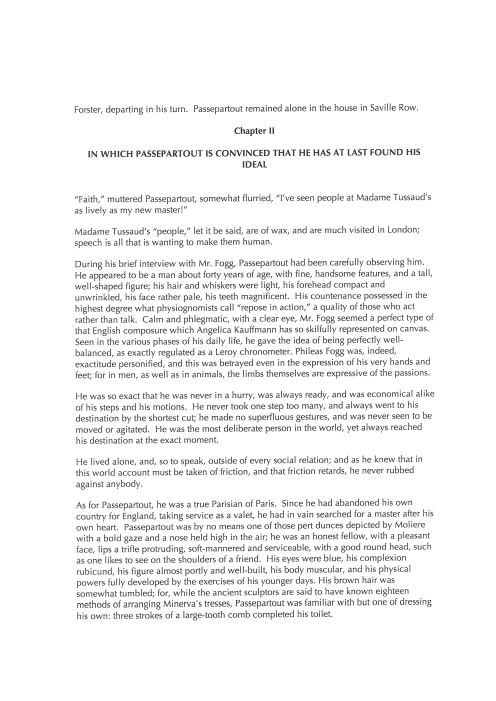 Forster, departing in his turn. Passepartout remained alone in the house in Saville Row.
Chapter II
IN WHICH PASSEPARTOUT IS CONVINCED THAT HE HAS AT LAST FOUND HIS
IDEAL
“Faith,” muttered Passepartout, somewhat flurried, “I’ve seen people at Madame Tussaud’s
as lively as my new master!”
Madame Tussaud’s “people,” let it be said, are of wax, and are much visited in London;
speech is all that is wanting to make them human.
During his brief interview with Mr. Fogg, Passepartout had been carefully observing him.
He appeared to be a man about forty years of age, with fine, handsome features, and a tall,
well-shaped figure; his hair and whiskers were light, his forehead compact and
unwrinkled, his face rather pale, his teeth magnificent. His countenance possessed in the
highest degree what physiognomists call “repose in action,” a quality of those who act
rather than talk. Calm and phlegmatic, with a clear eye, Mr. Fogg seemed a perfect type of
that English composure which Angelica Kauffmann has so skilfully represented on canvas.
Seen in the various phases of his daily life, he gave the idea of being perfectly well-
balanced, as exactly regulated as a Leroy chronometer. Phileas Fogg was, indeed,
exactitude personified, and this was betrayed even in the expression of his very hands and
feet; for in men, as well as in animals, the limbs themselves are expressive of the passions.
He was so exact that he was never in a hurry, was always ready, and was economical alike
of his steps and his motions. He never took one step too many, and always went to his
destination by the shortest cut; he made no superfluous gestures, and was never seen to be
moved or agitated. He was the most deliberate person in the world, yet always reached
his destination at the exact moment.
He lived alone, and, so to speak, outside of every social relation; and as he knew that in
this world account must be taken of friction, and that friction retards, he never rubbed
against anybody.
As for Passepartout, he was a true Parisian of Paris. Since he had abandoned his own
country for England, taking service as a valet, he had in vain searched for a master after his
own heart. Passepartout was by no means one of those pert dunces depicted by Moliere
with a bold gaze and a nose held high in the air; he was an honest fellow, with a pleasant
face, lips a trifle protruding, soft-mannered and serviceable, with a good round head, such
as one likes to see on the shoulders of a friend. His eyes were blue, his complexion
rubicund, his figure almost portly and well-built, his body muscular, and his physical
powers fully developed by the exercises of his younger days. His brown hair was
somewhat tumbled; for, while the ancient sculptors are said to have known eighteen
methods of arranging Minerva’s tresses, Passepartout was familiar with but one of dressing
his own: three strokes of a large-tooth comb completed his toilet.